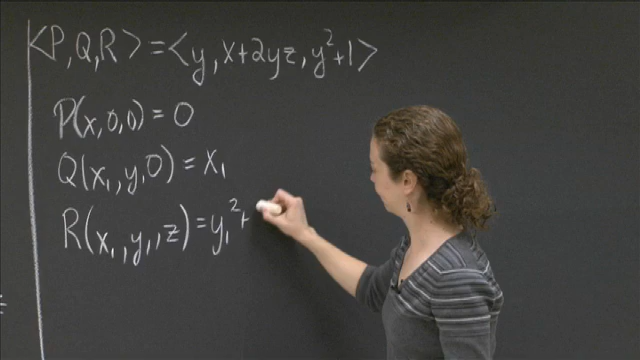 <P,Q,R> = <y, x+2yz, y²+1>
P(x,0,0) = 0
Q(x₁,y,0) = x₁
R(x₁,y₁,z) = y₁²+